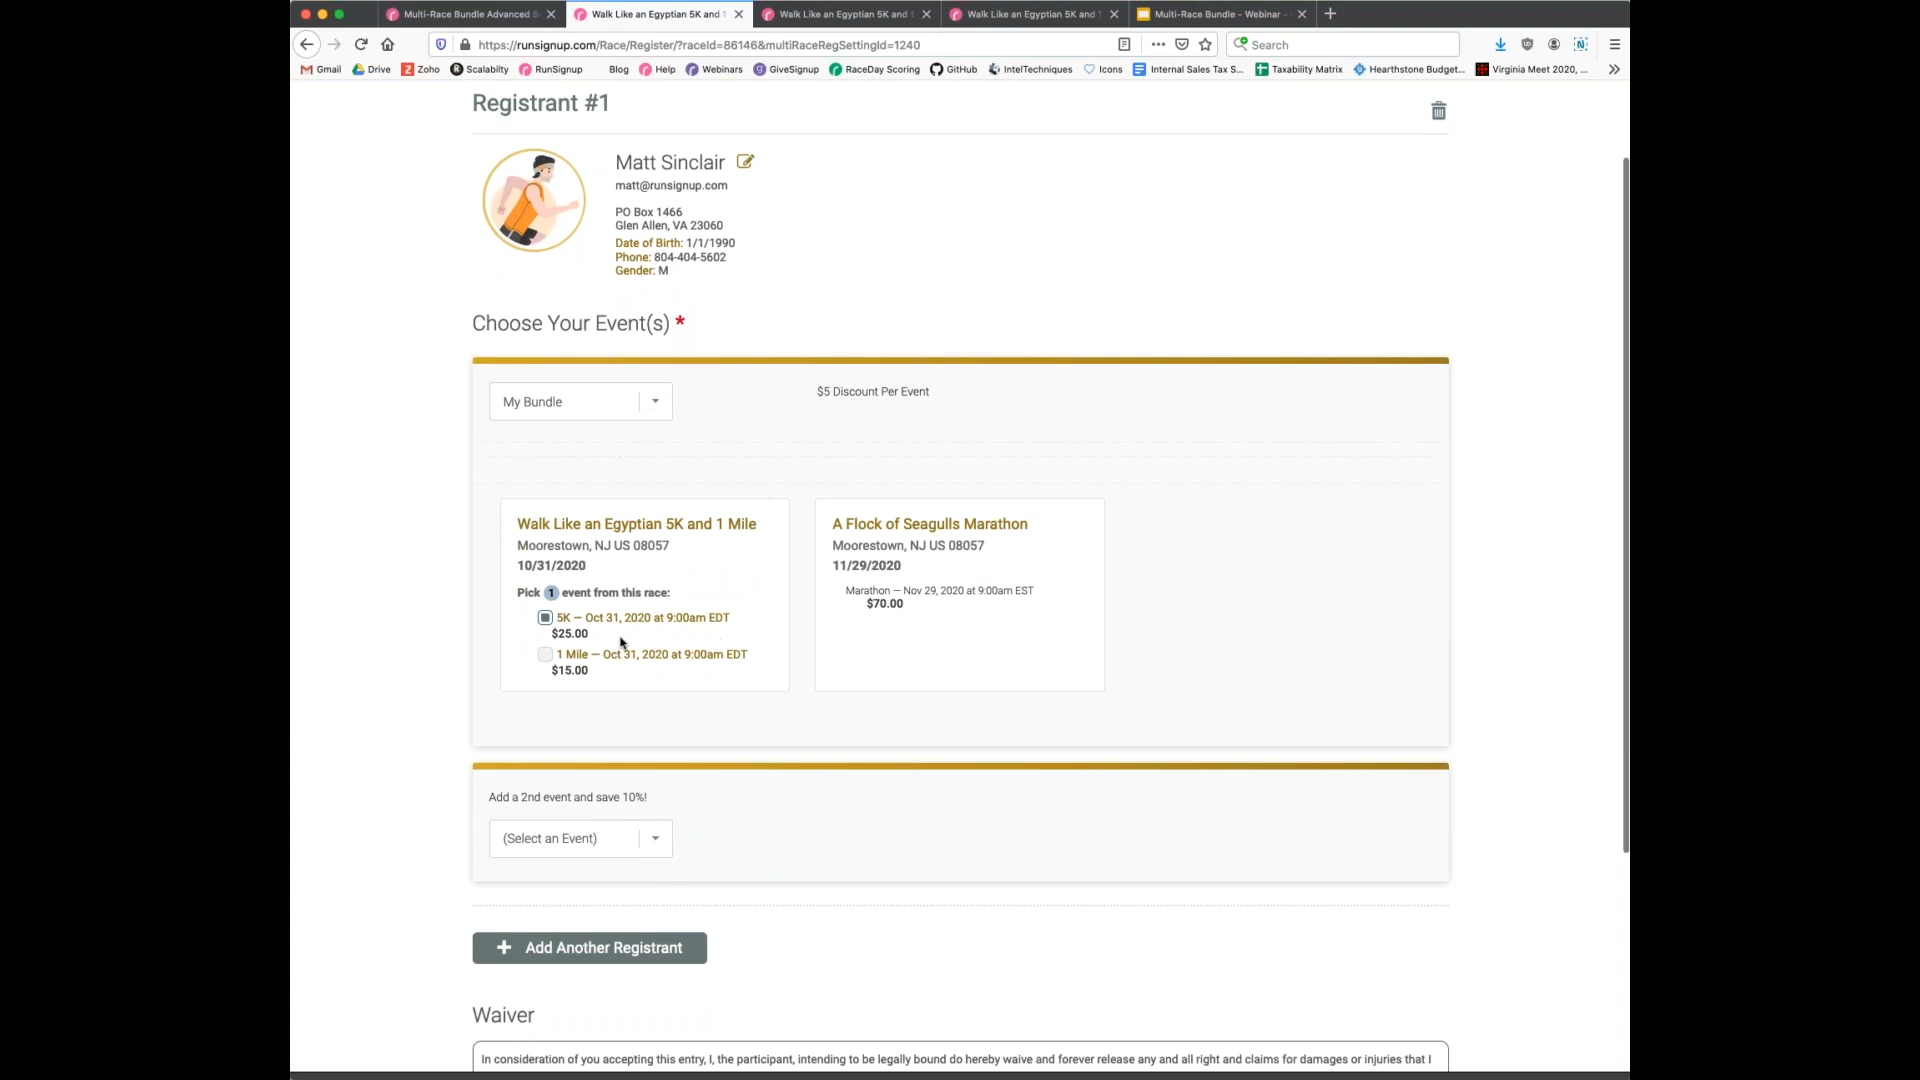 Multi-Race Bundle Advanced S
Walk Like an Egyptian 5K and 1
Walk Like an Egyptian 5K and 1
Walk Like an Egyptian 5K and 1
Multi-Race Bundle - Webinar -
https://runsignup.com/Race/Register/?raceId=86146&multiRaceRegSettingId=1240
Search
Gmail
Drive
Zoho
Scalabilty
RunSignup
Blog
Help
Webinars
GiveSignup
RaceDay Scoring
GitHub
IntelTechniques
Icons
Internal Sales Tax S...
Taxability Matrix
Hearthstone Budget...
Virginia Meet 2020, ...
Registrant #1
Matt Sinclair
matt@runsignup.com
PO Box 1466
Glen Allen, VA 23060
Date of Birth: 1/1/1990
Phone: 804-404-5602
Gender: M
Choose Your Event(s) *
My Bundle
$5 Discount Per Event
Walk Like an Egyptian 5K and 1 Mile
Moorestown, NJ US 08057
10/31/2020
Pick 1 event from this race:
5K — Oct 31, 2020 at 9:00am EDT
$25.00
1 Mile — Oct 31, 2020 at 9:00am EDT
$15.00
A Flock of Seagulls Marathon
Moorestown, NJ US 08057
11/29/2020
Marathon — Nov 29, 2020 at 9:00am EST
$70.00
Add a 2nd event and save 10%!
(Select an Event)
+ Add Another Registrant
Waiver
In consideration of you accepting this entry, I, the participant, intending to be legally bound do hereby waive and forever release any and all right and claims for damages or injuries that I